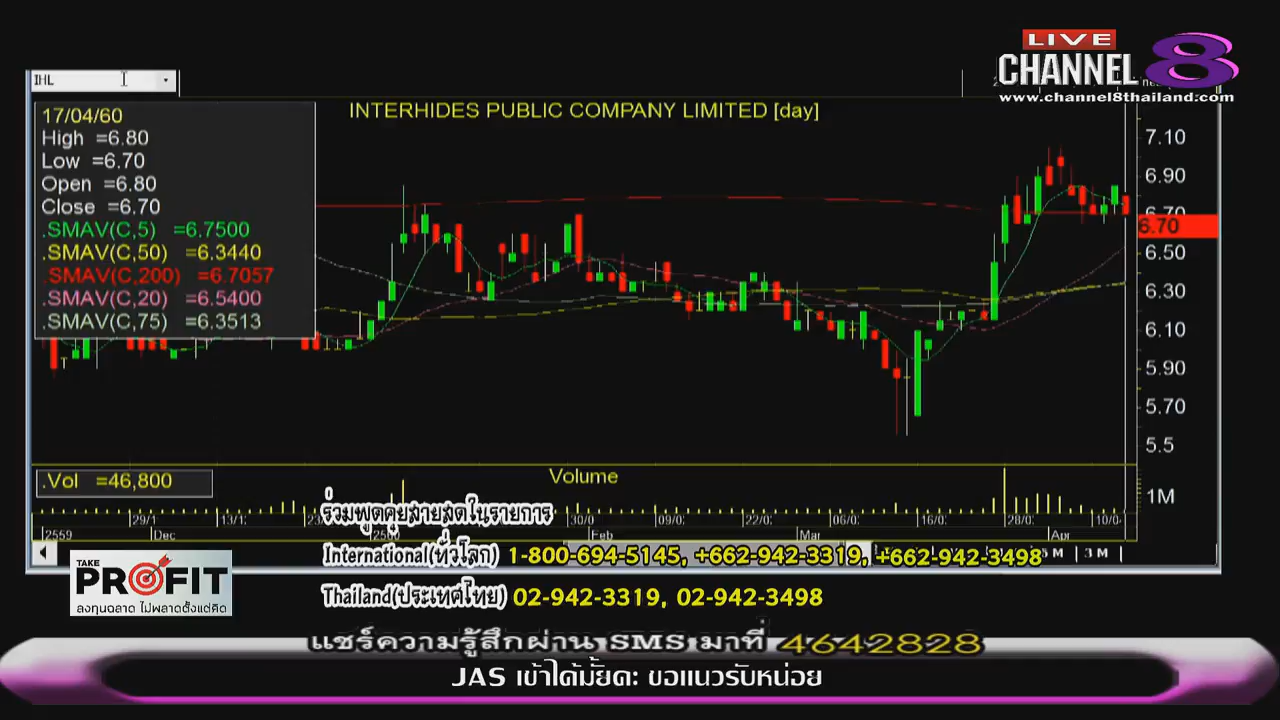 LIVE
CHANNEL 8
www.channel8thailand.com
IHL
INTERHIDES PUBLIC COMPANY LIMITED [day]
17/04/60
High =6.80
Low =6.70
Open =6.80
Close =6.70
.SMAV(C,5) =6.7500
.SMAV(C,50) =6.3440
.SMAV(C,200) =6.7057
.SMAV(C,20) =6.5400
.SMAV(C,75) =6.3513
7.10
6.90
6.70
6.70
6.50
6.30
6.10
5.90
5.70
5.5
.Vol =46,800
Volume
1M
29/1 13/1 30/0 09/0 22/0 06/0 16/0 28/0 10/0
2559 Dec Feb Mar Apr
3 M
ร่วมพูดคุยสายสดในรายการ
International(ทั่วโลก) 1-800-694-5145, +662-942-3319, +662-942-3498
Thailand(ประเทศไทย) 02-942-3319, 02-942-3498
TAKE
PROFIT
ลงทุนฉลาด ไม่พลาดตั้งแต่คิด
แชร์ความรู้สึกผ่าน SMS มาที่ 4642828
JAS เข้าได้มั้ยคะ ขอแนวรับหน่อย